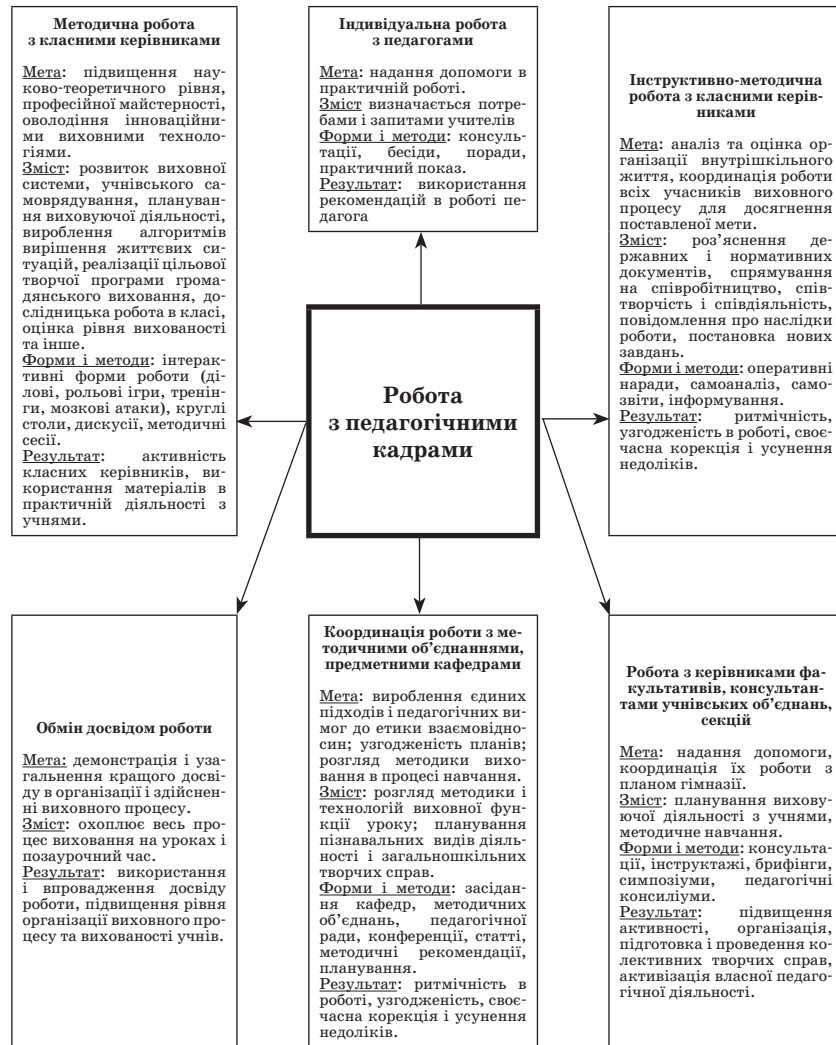 Методична робота
з класними керівниками
Мета: підвищення нау-
ково-теоретичного рівня,
професійної майстерності,
оволодіння інноваційни-
ми виховними техноло-
гіями.
Зміст: розвиток виховної
системи, учнівського са-
моврядування, плануван-
ня виховуючої діяльності,
вироблення алгоритмів
вирішення життєвих си-
туацій, реалізації цільової
творчої програми грома-
дянського виховання, до-
слідницька робота в класі,
оцінка рівня вихованості
та інше.
Форми і методи: інтерак-
тивні форми роботи (ді-
лові, рольові ігри, тренін-
ги, мозкові атаки), круглі
столи, дискусії, методичні
сесії.
Результат: активність
класних керівників, ви-
користання матеріалів в
практичній діяльності з
учнями.
Індивідуальна робота
з педагогами
Мета: надання допомоги в
практичній роботі.
Зміст визначається потре-
бами і запитами учителів
Форми і методи: консуль-
тації, бесіди, поради,
практичний показ.
Результат: використання
рекомендацій в роботі пе-
дагога
Інструктивно-методична
робота з класними керів-
никами
Мета: аналіз та оцінка ор-
ганізації внутрішкільного
життя, координація роботи
всіх учасників виховного
процесу для досягнення
поставленої мети.
Зміст: роз’яснення де-
ржавних і нормативних
документів, спрямування
на співробітництво, спів-
творчість і співдіяльність,
повідомлення про наслідки
роботи, постановка нових
завдань.
Форми і методи: оперативні
наради, самоаналіз, само-
звіти, інформування.
Результат: ритмічність,
узгодженість в роботі, своє-
часна корекція і усунення
недоліків.
Робота
з педагогічними
кадрами
Обмін досвідом роботи
Мета: демонстрація і уза-
гальнення кращого досві-
ду в організації і здійснен-
ні виховного процесу.
Зміст: охоплює весь про-
цес виховання на уроках і
позаурочний час.
Результат: використання
і впровадження досвіду
роботи, підвищення рівня
організації виховного про-
цесу та вихованості учнів.
Координація роботи з ме-
тодичними об’єднаннями,
предметними кафедрами
Мета: вироблення єдиних
підходів і педагогічних ви-
мог до етики взаємовідно-
син; узгодженість планів;
розгляд методики вихо-
вання в процесі навчання.
Зміст: розгляд методики і
технологій виховної фун-
кції уроку; планування
пізнавальних видів діяль-
ності і загальношкільних
творчих справ.
Форми і методи: засідан-
ня кафедр, методичних
об’єднань, педагогічної
ради, конференції, статті,
методичні рекомендації,
планування.
Результат: ритмічність в
роботі, узгодженість, своє-
часна корекція і усунення
недоліків.
Робота з керівниками фа-
культативів, консультан-
тами учнівських об’єднань,
секцій
Мета: надання допомоги,
координація їх роботи з
планом гімназії.
Зміст: планування вихову-
ючої діяльності з учнями,
методичне навчання.
Форми і методи: консульта-
ції, інструктажі, брифінги,
симпозіуми, педагогічні
консиліуми.
Результат: підвищення
активності, організація,
підготовка і проведення ко-
лективних творчих справ,
активізація власної педаго-
гічної діяльності.